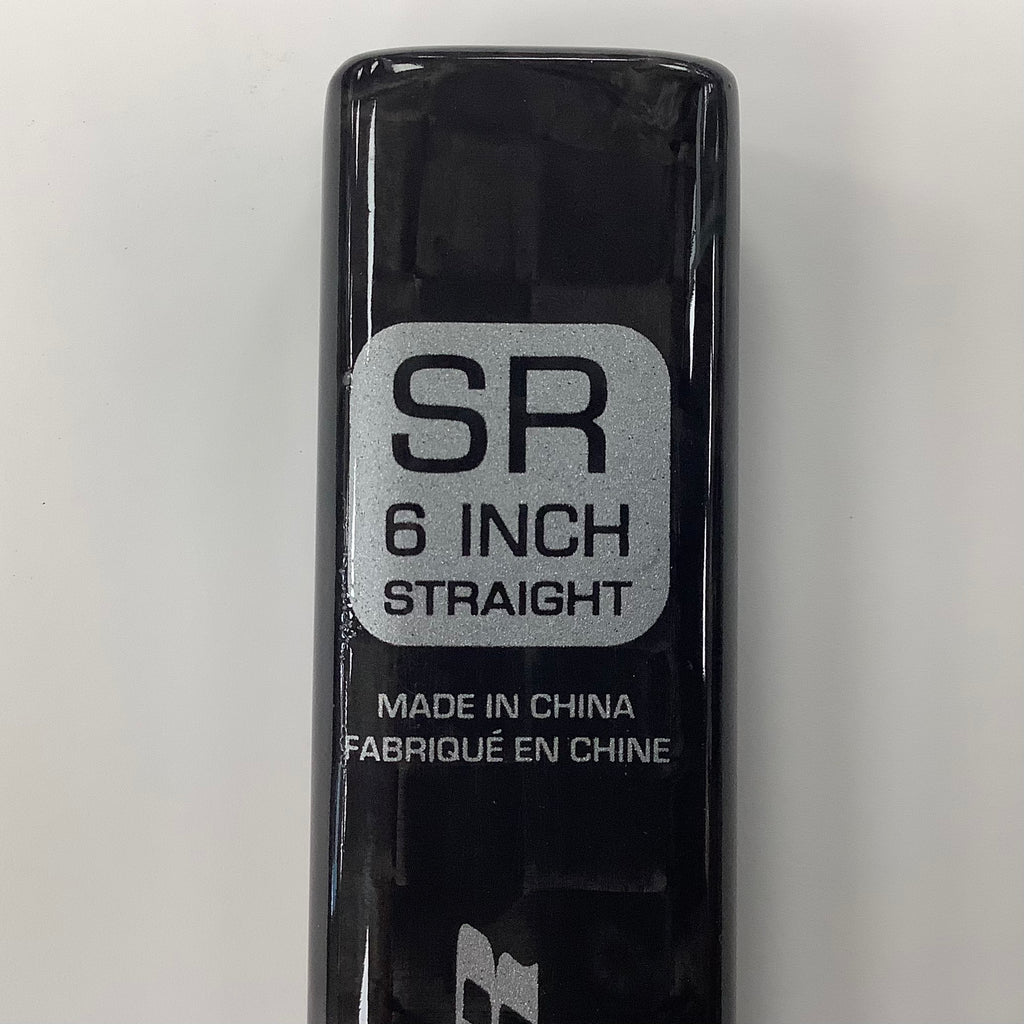 SR
6 INCH
STRAIGHT
MADE IN CHINA
FABRIQUÉ EN CHINE